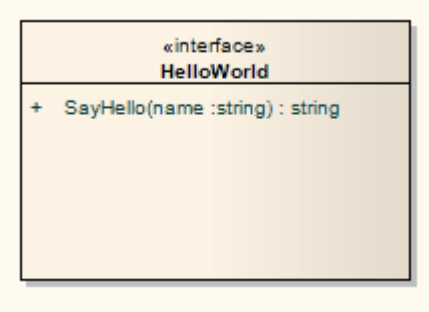 «interface»
HelloWorld
+ SayHello(name :string) : string